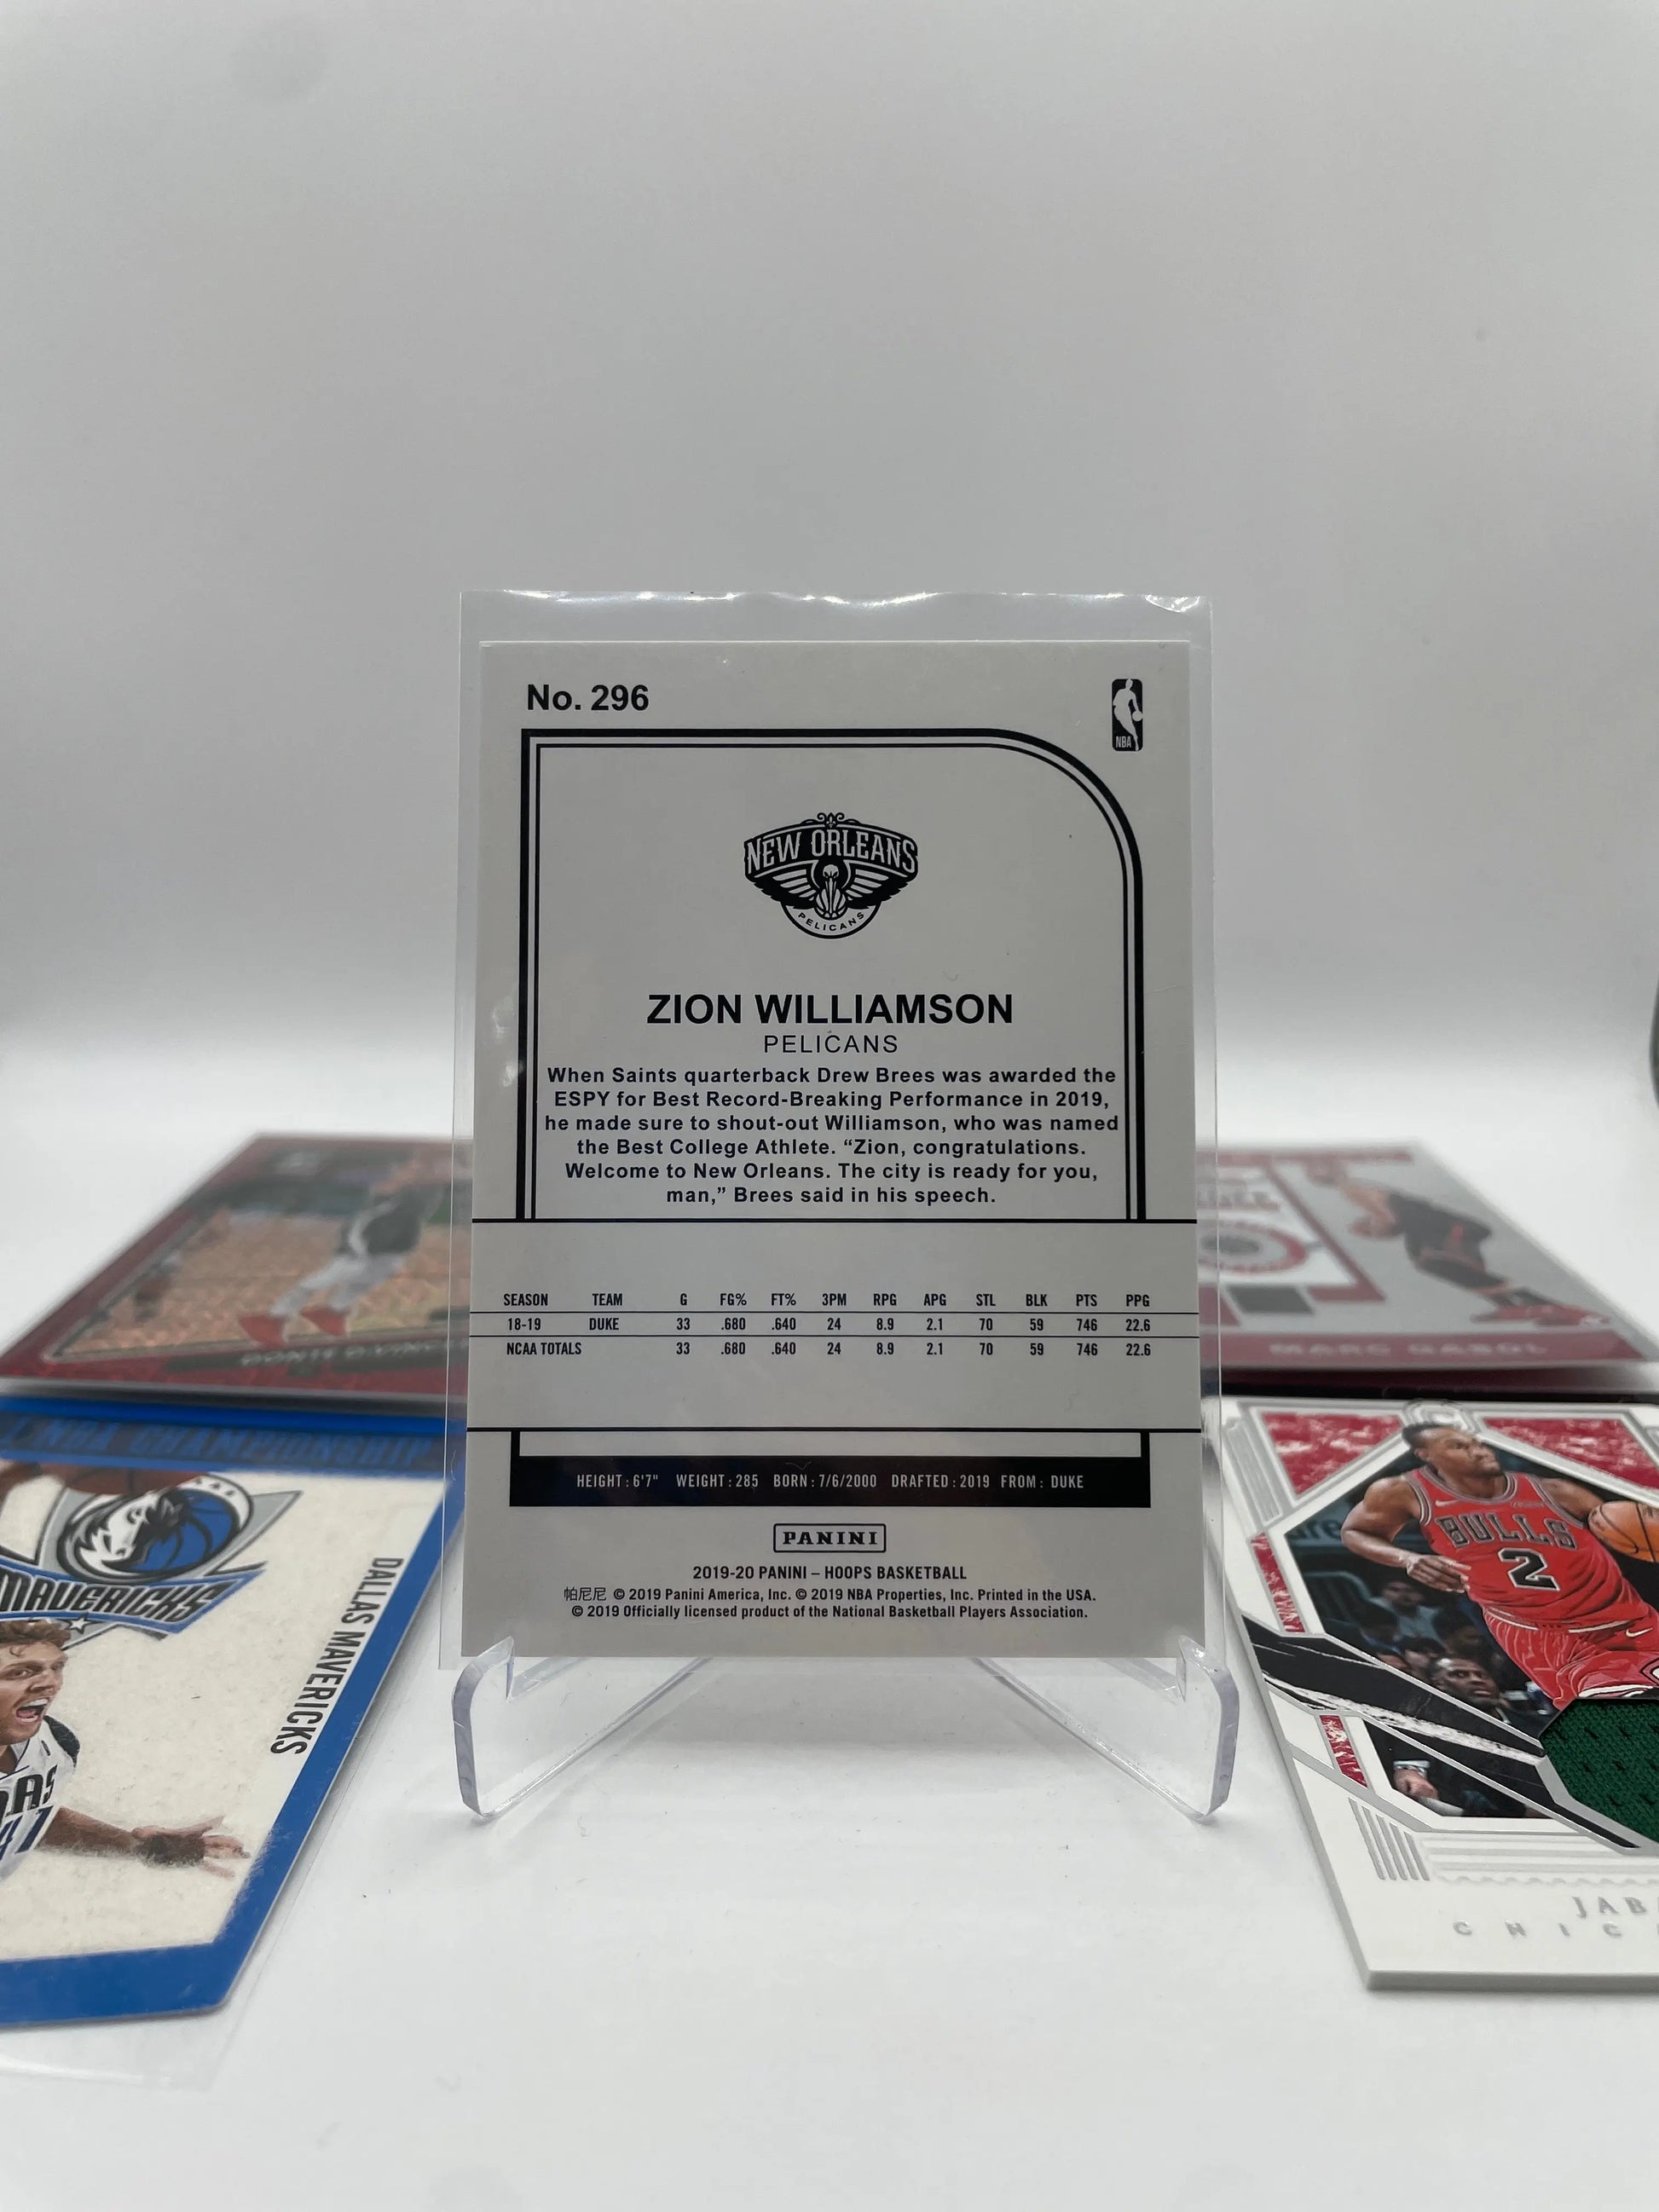 No. 296
NBA
NEW ORLEANS
PELICANS
ZION WILLIAMSON
PELICANS
When Saints quarterback Drew Brees was awarded the
ESPY for Best Record-Breaking Performance in 2019,
he made sure to shout-out Williamson, who was named
the Best College Athlete. “Zion, congratulations.
Welcome to New Orleans. The city is ready for you,
man,” Brees said in his speech.
SEASON TEAM G FG% FT% 3PM RPG APG STL BLK PTS PPG
18-19 DUKE 33 .680 .640 24 8.9 2.1 70 59 746 22.6
NCAA TOTALS 33 .680 .640 24 8.9 2.1 70 59 746 22.6
HEIGHT: 6'7" WEIGHT: 285 BORN: 7/6/2000 DRAFTED: 2019 FROM: DUKE
PANINI
2019-20 PANINI – HOOPS BASKETBALL
帕尼尼 © 2019 Panini America, Inc. © 2019 NBA Properties, Inc. Printed in the USA.
© 2019 Officially licensed product of the National Basketball Players Association.
NBA CHAMPIONSHIP
MAVERICKS
DALLAS MAVERICKS
MARC GASOL
BULLS
2